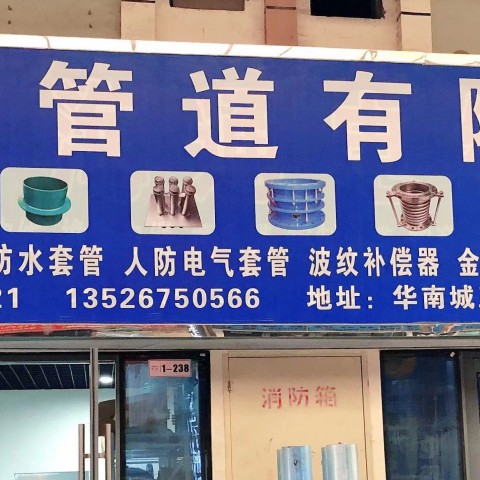 管道有限
防水套管 人防电气套管 波纹补偿器 金
21 13526750566 地址：华南城
1-238
消防箱